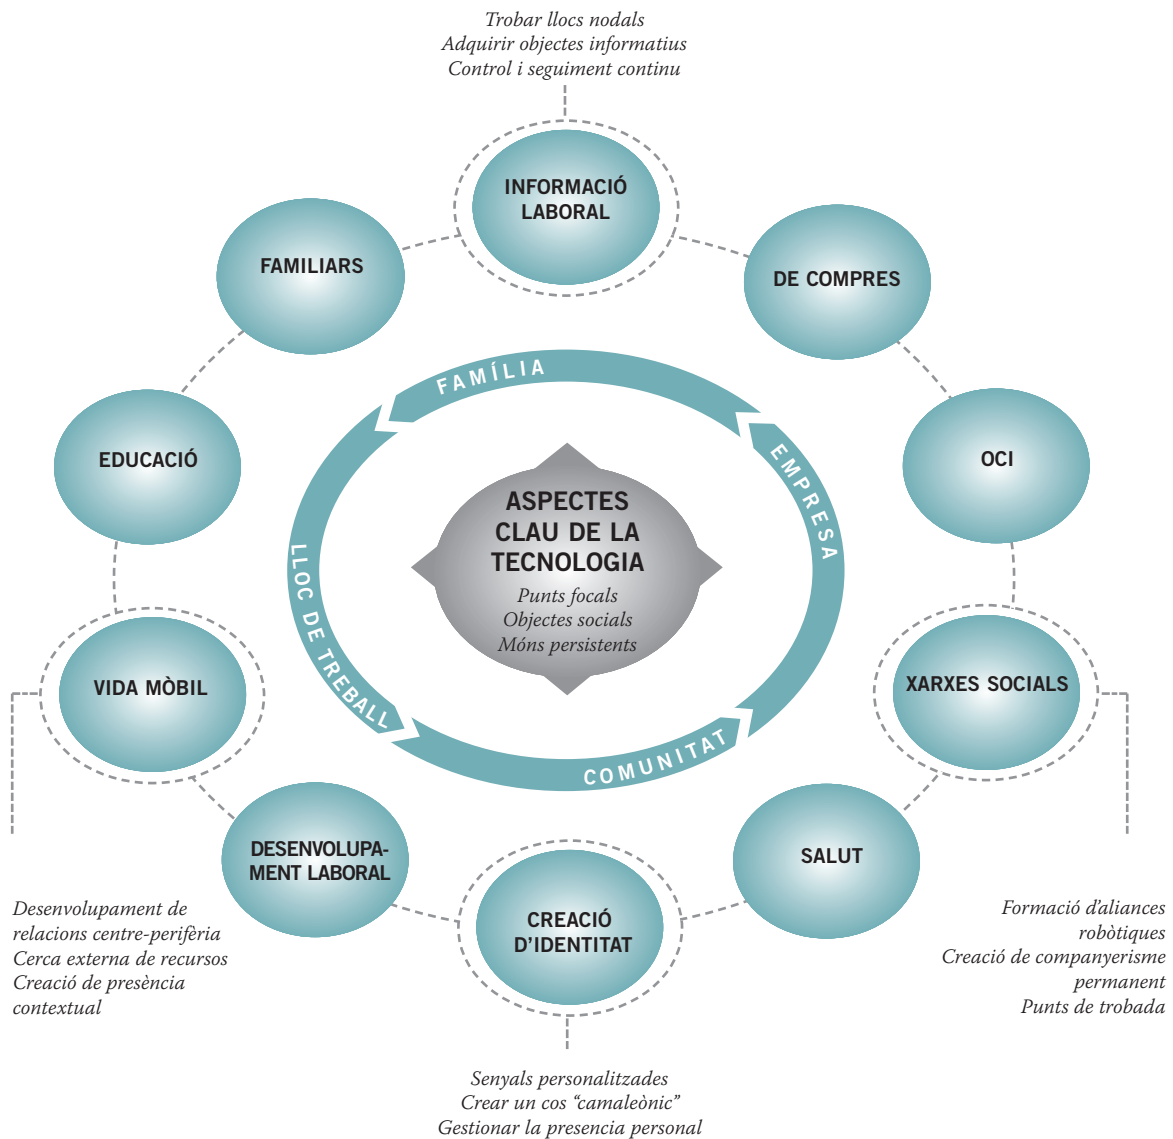 Trobar llocs nodals
Adquirir objectes informatius
Control i seguiment continu
INFORMACIÓ
LABORAL
FAMILIARS
DE COMPRES
FAMÍLIA
EMPRESA
EDUCACIÓ
OCI
ASPECTES
CLAU DE LA
TECNOLOGIA
Punts focals
Objectes socials
Móns persistents
LLOC DE TREBALL
COMUNITAT
VIDA MÒBIL
XARXES SOCIALS
DESENVOLUPA-
MENT LABORAL
SALUT
CREACIÓ
D'IDENTITAT
Desenvolupament de
relacions centre-perifèria
Cerca externa de recursos
Creació de presència
contextual
Formació d'aliances
robòtiques
Creació de companyerisme
permanent
Punts de trobada
Senyals personalitzades
Crear un cos “camaleònic”
Gestionar la presencia personal